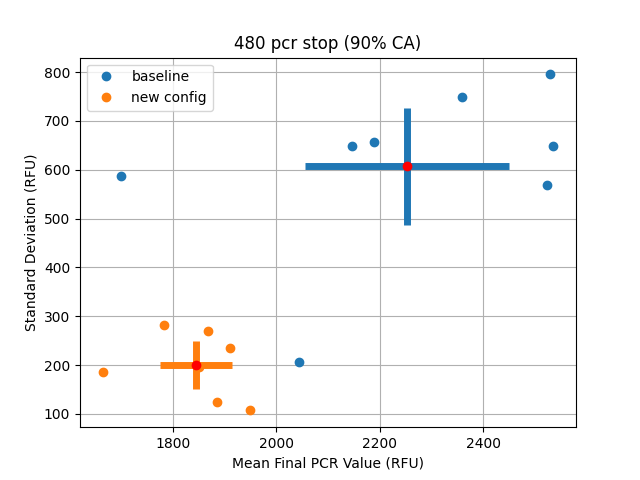 480 pcr stop (90% CA)
baseline
new config
800
700
600
500
400
300
200
100
Standard Deviation (RFU)
1800 2000 2200 2400
Mean Final PCR Value (RFU)